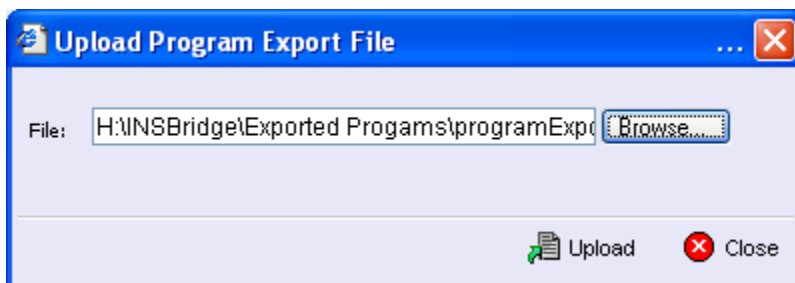 Upload Program Export File ...
File: H:\INSBridge\Exported Progams\programExpo Browse...
Upload Close